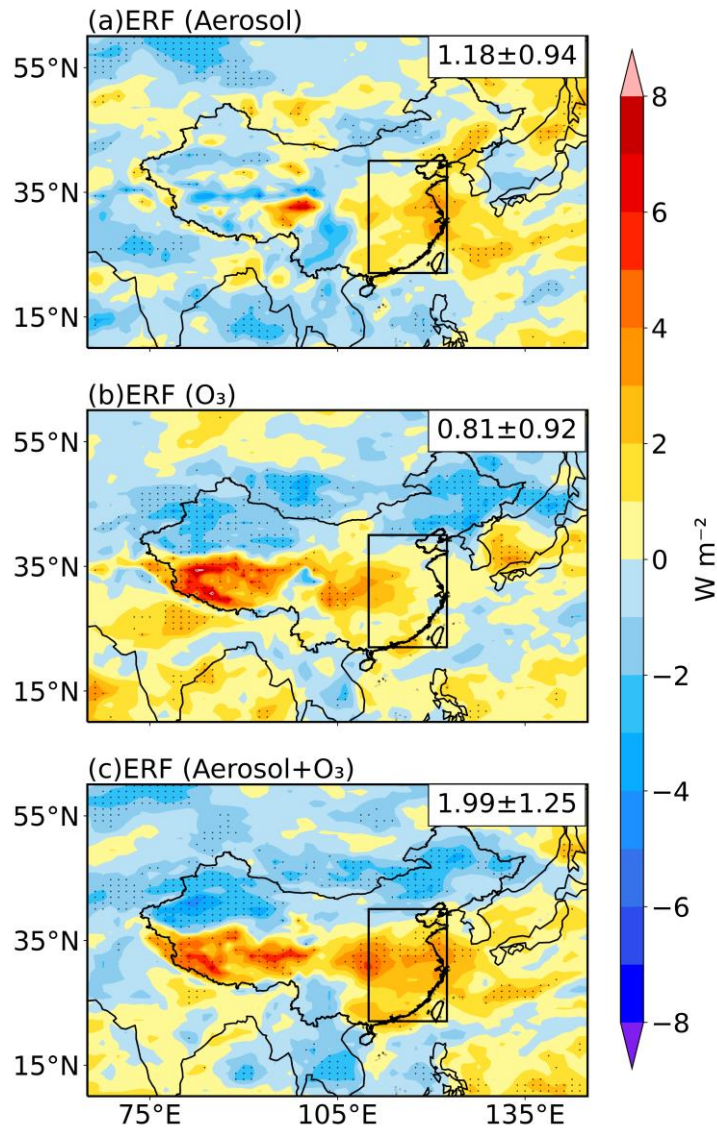 (a)ERF (Aerosol)
1.18±0.94
55°N
35°N
15°N
(b)ERF (O₃)
0.81±0.92
55°N
35°N
15°N
(c)ERF (Aerosol+O₃)
1.99±1.25
55°N
35°N
15°N
75°E 105°E 135°E
8
6
4
2
0
−2
−4
−6
−8
W m⁻²